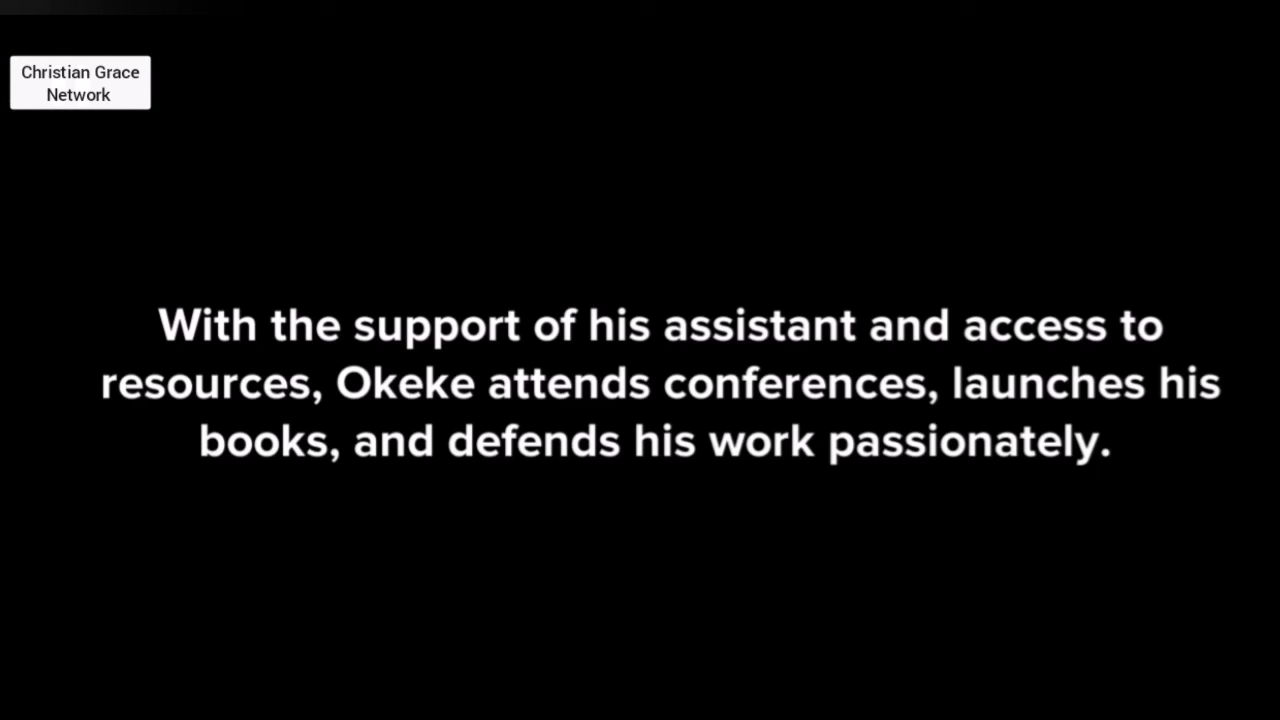 Christian Grace
Network
With the support of his assistant and access to
resources, Okeke attends conferences, launches his
books, and defends his work passionately.